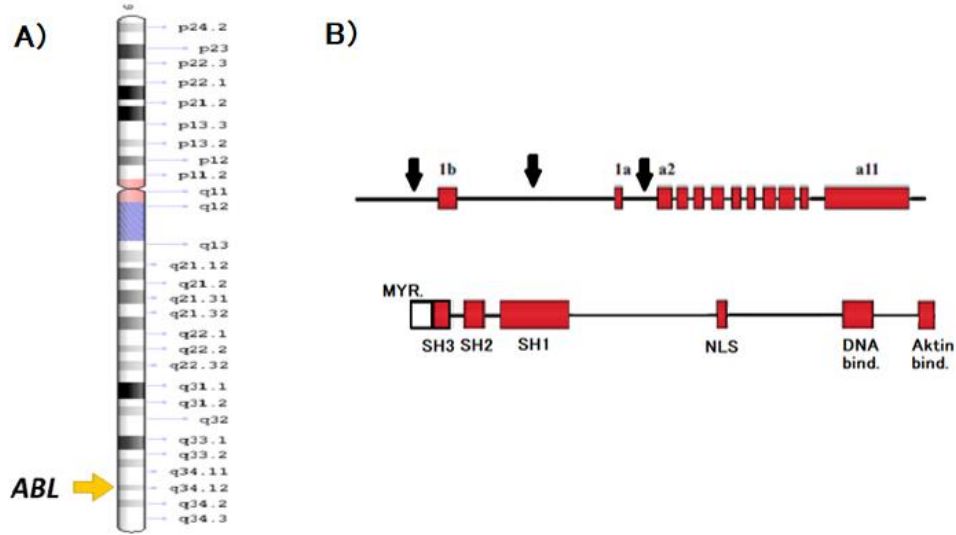 A)
p24.2
p23
p22.3
p22.1
p21.2
p13.3
p13.2
p12
p11.2
q11
q12
q13
q21.12
q21.2
q21.31
q21.32
q22.1
q22.2
q22.32
q31.1
q31.2
q32
q33.1
q33.2
q34.11
q34.12
q34.2
q34.3
ABL
B)
1b 1a a2 a11
MYR.
SH3 SH2 SH1 NLS DNA Aktin
bind. bind.